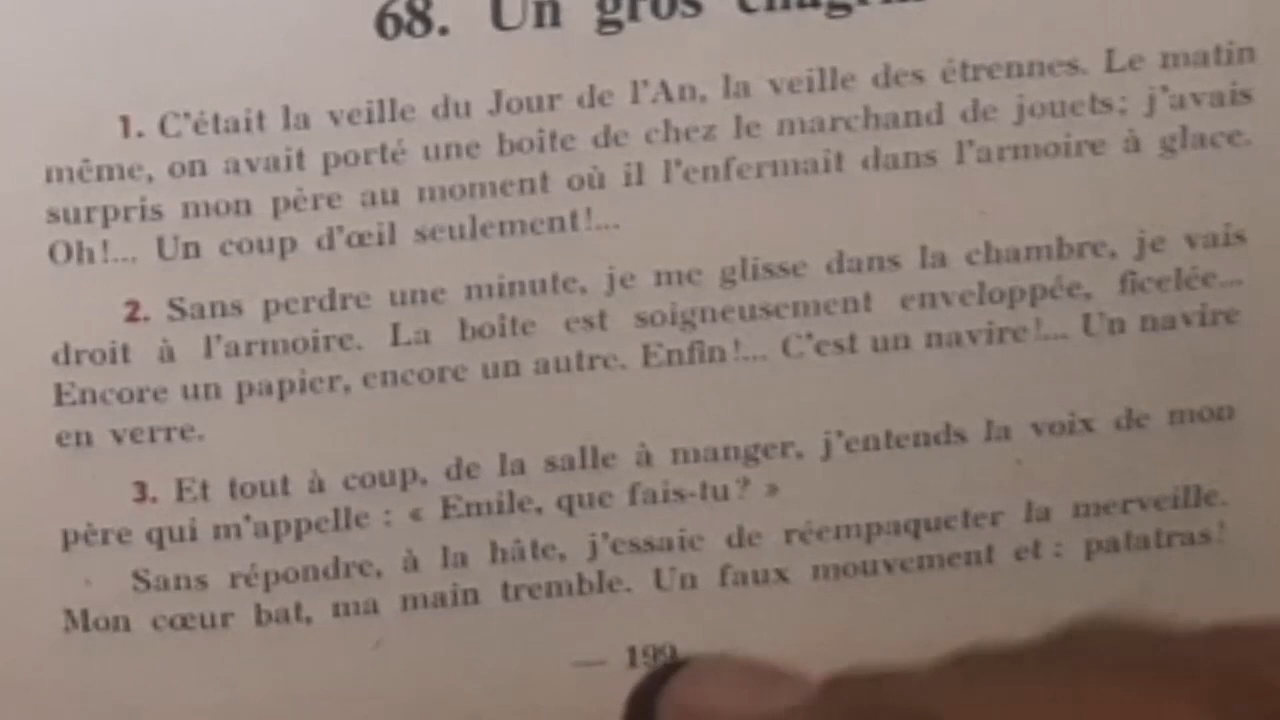 68. Un gros chagrin
1. C'était la veille du Jour de l'An, la veille des étrennes. Le matin
même, on avait porté une boîte de chez le marchand de jouets; j'avais
surpris mon père au moment où il l'enfermait dans l'armoire à glace.
Oh!... Un coup d'œil seulement!...
2. Sans perdre une minute, je me glisse dans la chambre, je vais
droit à l'armoire. La boîte est soigneusement enveloppée, ficelée...
Encore un papier, encore un autre. Enfin!... C'est un navire!... Un navire
en verre.
3. Et tout à coup, de la salle à manger, j'entends la voix de mon
père qui m'appelle : « Emile, que fais-tu? »
Sans répondre, à la hâte, j'essaie de réempaqueter la merveille.
Mon cœur bat, ma main tremble. Un faux mouvement et : patatras!
— 199